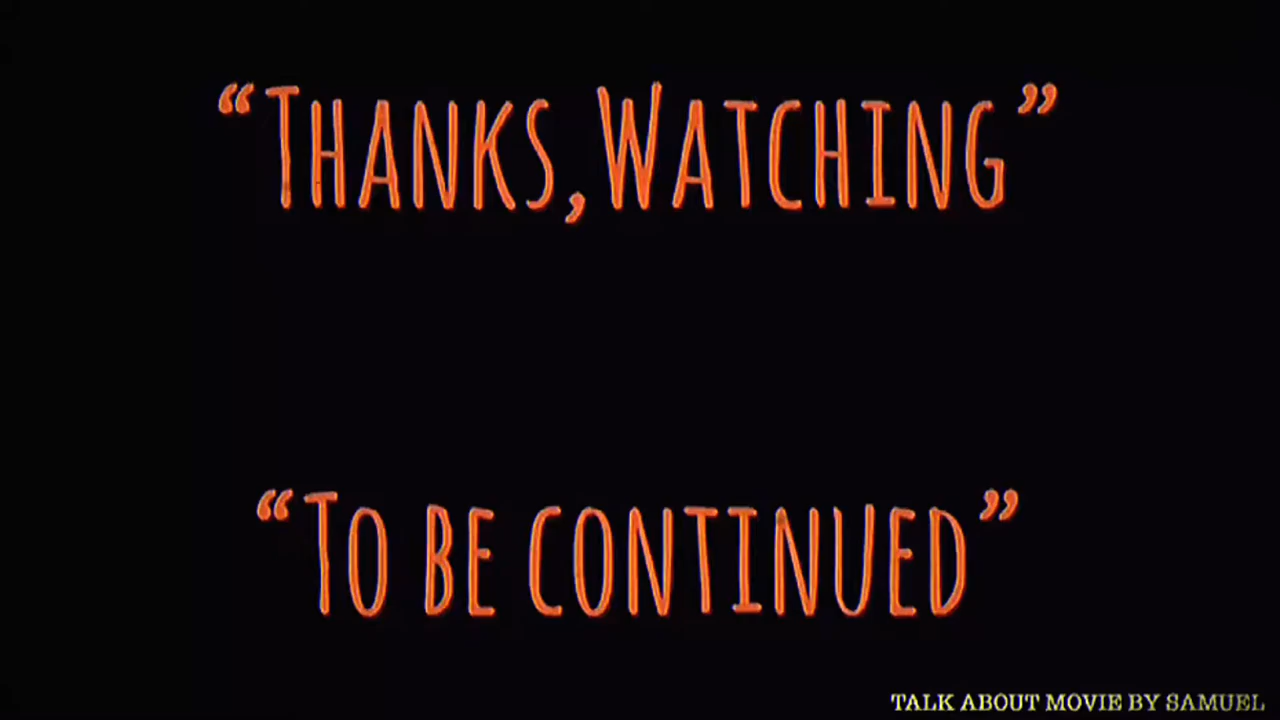 “Thanks,Watching”
“To be continued”
TALK ABOUT MOVIE BY SAMUEL